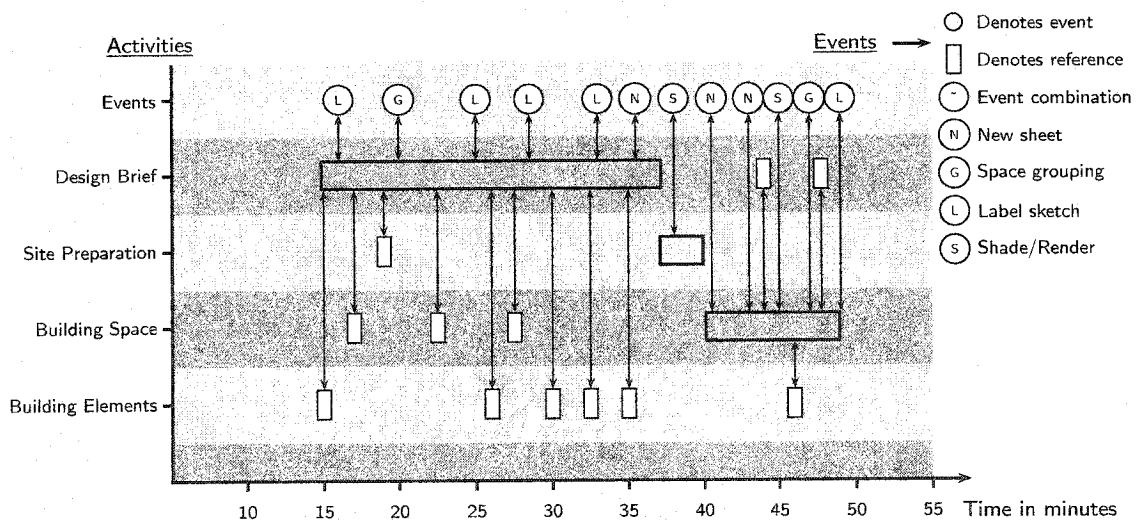 Activities
Events
Denotes event
Denotes reference
Events
L G L L L N S N N S G L
~ Event combination
Design Brief
N New sheet
G Space grouping
L Label sketch
Site Preparation
S Shade/Render
Building Space
Building Elements
10 15 20 25 30 35 40 45 50 55 Time in minutes